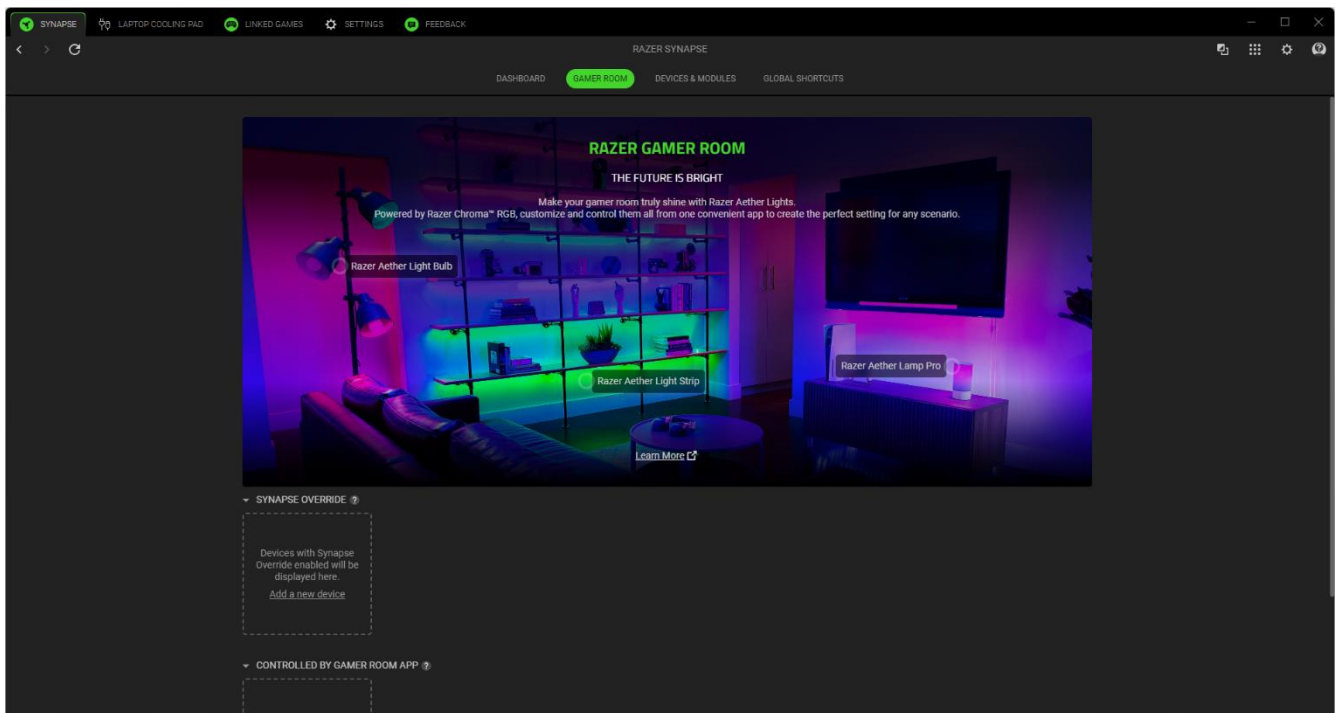 SYNAPSE
LAPTOP COOLING PAD
LINKED GAMES
SETTINGS
FEEDBACK
RAZER SYNAPSE
DASHBOARD
GAMER ROOM
DEVICES & MODULES
GLOBAL SHORTCUTS
RAZER GAMER ROOM
THE FUTURE IS BRIGHT
Make your gamer room truly shine with Razer Aether Lights.
Powered by Razer Chroma™ RGB, customize and control them all from one convenient app to create the perfect setting for any scenario.
Razer Aether Light Bulb
Razer Aether Lamp Pro
Razer Aether Light Strip
Learn More
SYNAPSE OVERRIDE ?
Devices with Synapse
Override enabled will be
displayed here.
Add a new device
CONTROLLED BY GAMER ROOM APP ?